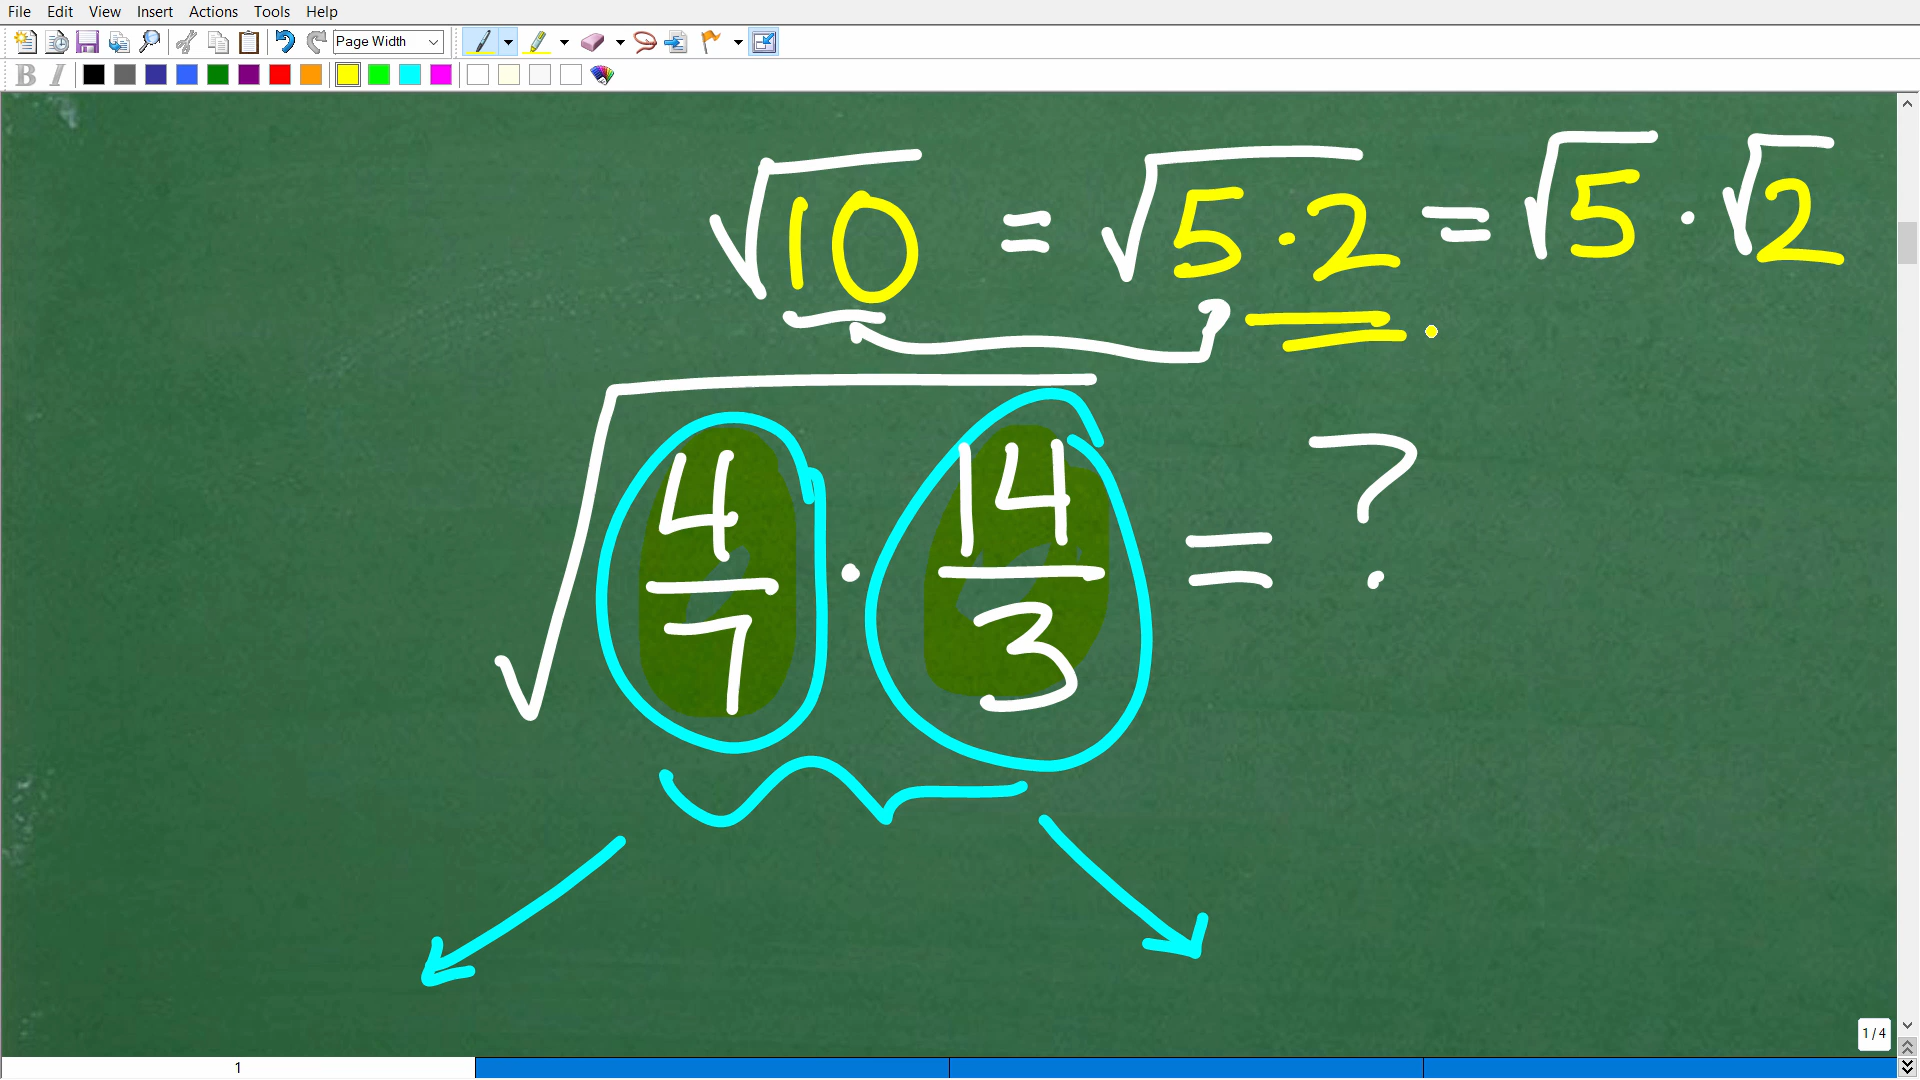 File Edit View Insert Actions Tools Help
Page Width
B I
√10 = √5·2 = √5 · √2
√4/7 · 14/3 = ?
1 / 4
1